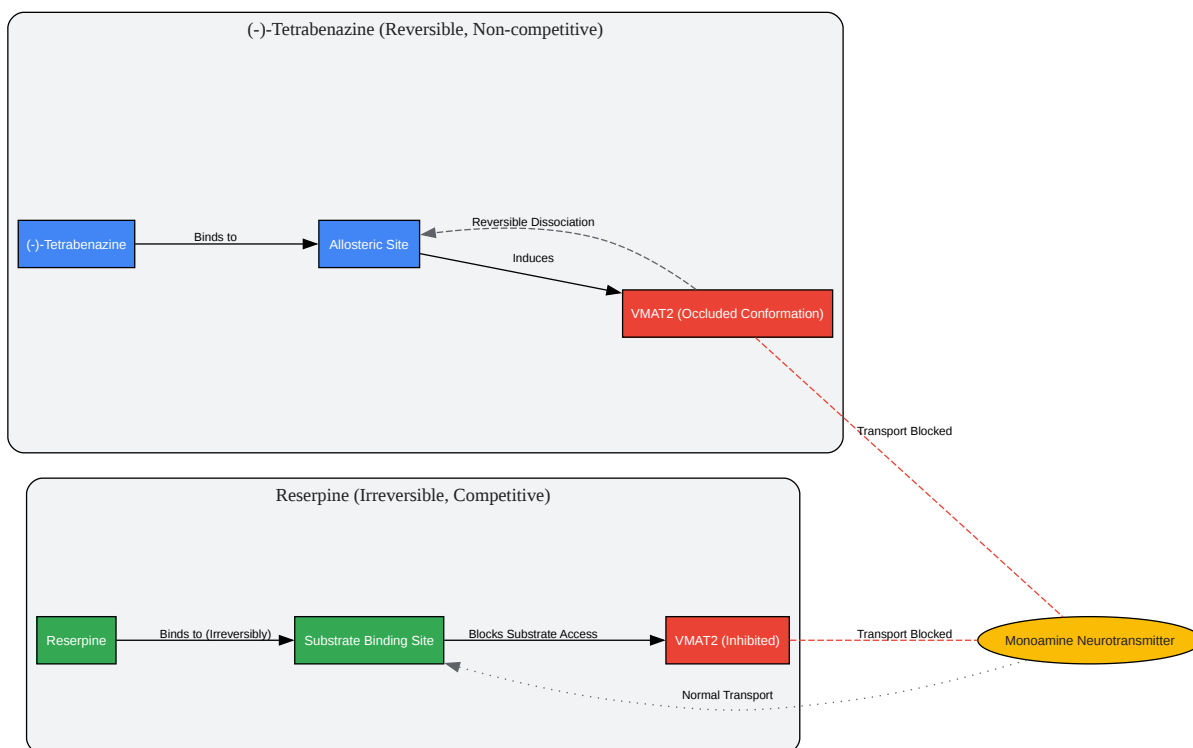 (-)-Tetrabenazine (Reversible, Non-competitive)
Reversible Dissociation
(-)-Tetrabenazine
Binds to
Allosteric Site
Induces
VMAT2 (Occluded Conformation)
Transport Blocked
Reserpine (Irreversible, Competitive)
Reserpine
Binds to (Irreversibly)
Substrate Binding Site
Blocks Substrate Access
VMAT2 (Inhibited)
Transport Blocked
Monoamine Neurotransmitter
Normal Transport